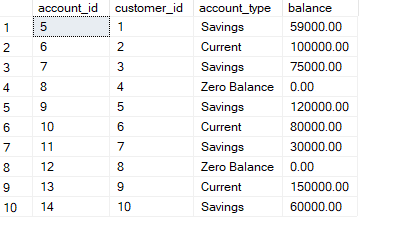 account_id customer_id account_type balance
1 5 1 Savings 59000.00
2 6 2 Current 100000.00
3 7 3 Savings 75000.00
4 8 4 Zero Balance 0.00
5 9 5 Savings 120000.00
6 10 6 Current 80000.00
7 11 7 Savings 30000.00
8 12 8 Zero Balance 0.00
9 13 9 Current 150000.00
10 14 10 Savings 60000.00